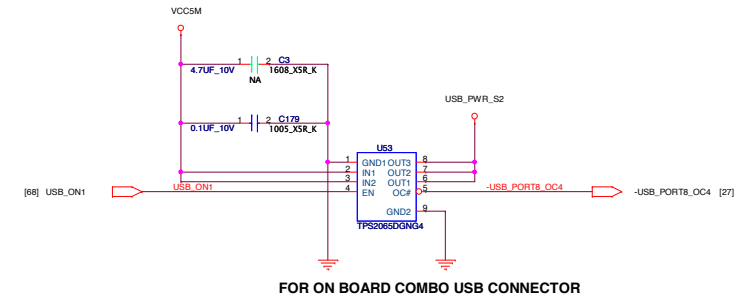 VCC5M
1 2 C3
4.7UF_10V 1608_X5R_K
NA
USB_PWR_S2
1 2 C179
0.1UF_10V 1005_X5R_K
U53
1 GND1 OUT3 8
2 IN1 OUT2 7
3 IN2 OUT1 6
[68] USB_ON1 USB_ON1 4 EN OC# 5 -USB_PORT8_OC4 -USB_PORT8_OC4 [27]
GND2 9
TPS2065DGNG4
FOR ON BOARD COMBO USB CONNECTOR